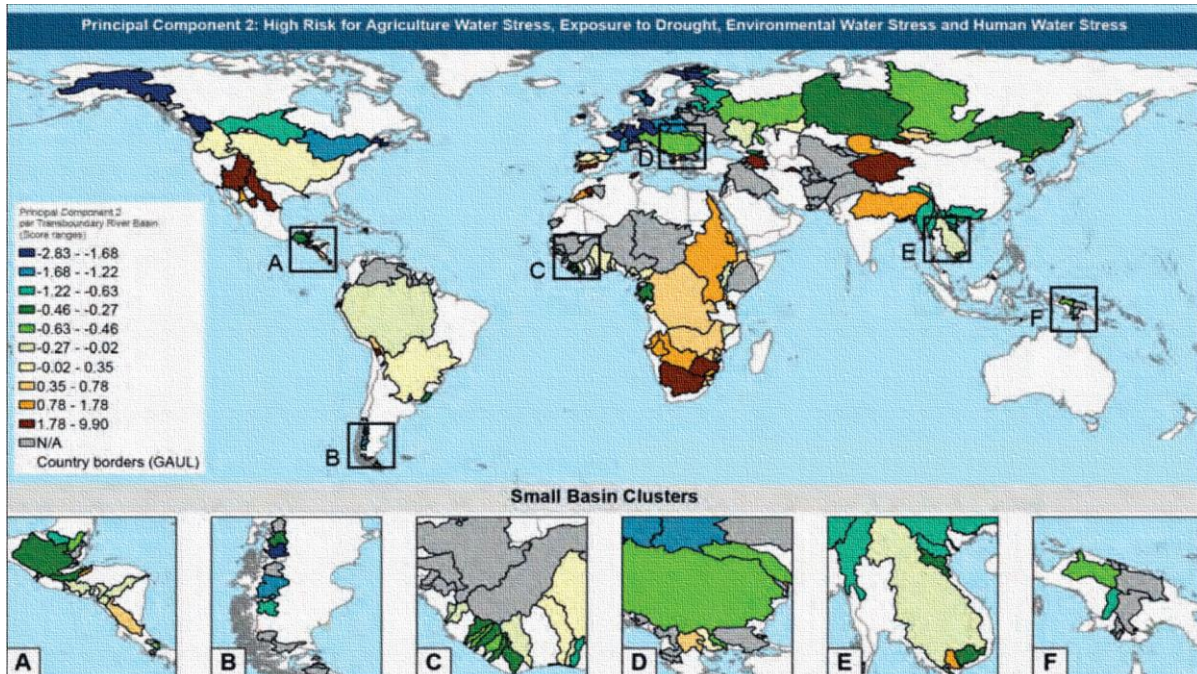 Principal Component 2: High Risk for Agriculture Water Stress, Exposure to Drought, Environmental Water Stress and Human Water Stress
Principal Component 2
per Transboundary River Basin
(Score ranges)
-2.83 - -1.68
-1.68 - -1.22
-1.22 - -0.63
-0.46 - -0.27
-0.63 - -0.46
-0.27 - -0.02
-0.02 - 0.35
0.35 - 0.78
0.78 - 1.78
1.78 - 9.90
N/A
Country borders (GAUL)
A
B
C
D
E
F
Small Basin Clusters
A
B
C
D
E
F